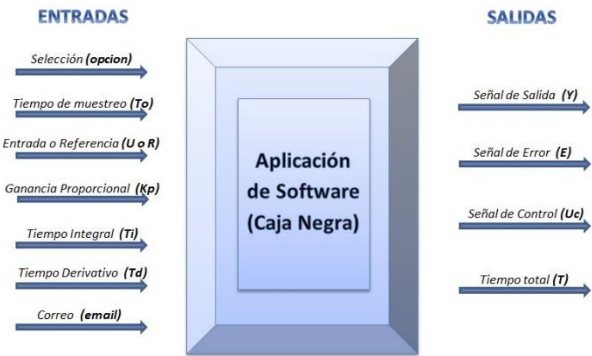 ENTRADAS
Selección (opcion)
Tiempo de muestreo (To)
Entrada o Referencia (U o R)
Ganancia Proporcional (Kp)
Tiempo Integral (Ti)
Tiempo Derivativo (Td)
Correo (email)
Aplicación
de Software
(Caja Negra)
SALIDAS
Señal de Salida (Y)
Señal de Error (E)
Señal de Control (Uc)
Tiempo total (T)